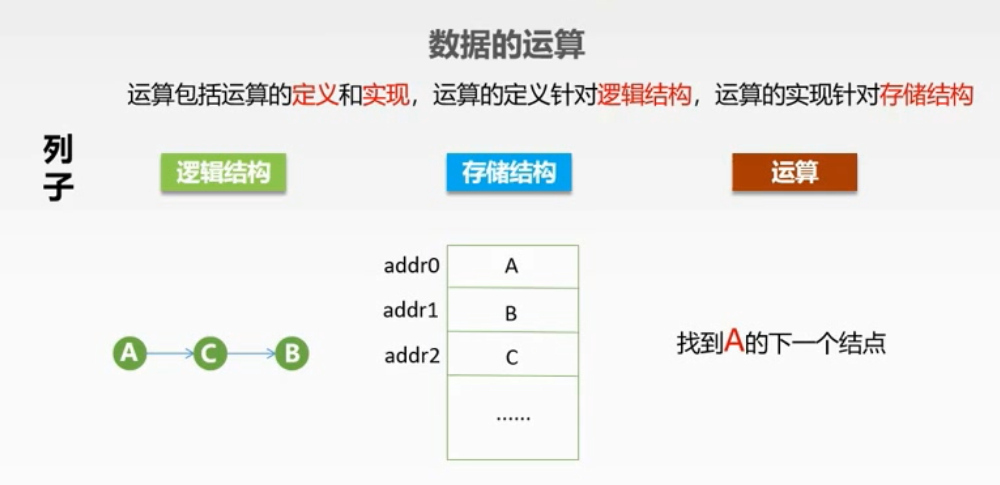 数据的运算
运算包括运算的定义和实现，运算的定义针对逻辑结构，运算的实现针对存储结构
列子
逻辑结构
存储结构
运算
addr0
A
addr1
B
addr2
C
......
A
C
B
找到A的下一个结点